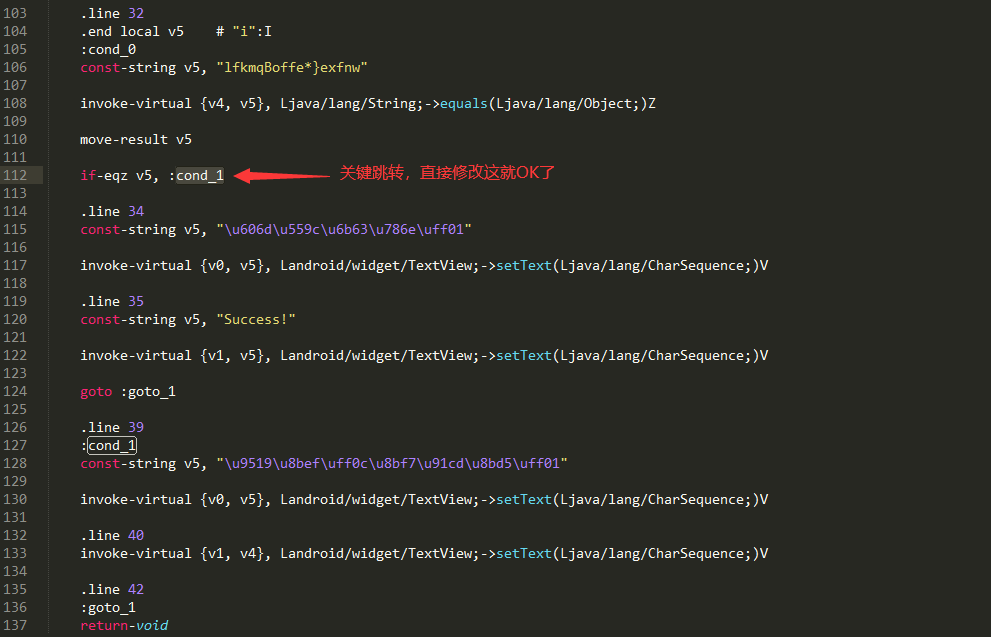 103 .line 32
104 .end local v5    # "i":I
105 :cond_0
106 const-string v5, "lfkmqBoffe*}exfnw"
107
108 invoke-virtual {v4, v5}, Ljava/lang/String;->equals(Ljava/lang/Object;)Z
109
110 move-result v5
111
112 if-eqz v5, :cond_1 关键跳转，直接修改这就OK了
113
114 .line 34
115 const-string v5, "\u606d\u559c\u6b63\u786e\uff01"
116
117 invoke-virtual {v0, v5}, Landroid/widget/TextView;->setText(Ljava/lang/CharSequence;)V
118
119 .line 35
120 const-string v5, "Success!"
121
122 invoke-virtual {v1, v5}, Landroid/widget/TextView;->setText(Ljava/lang/CharSequence;)V
123
124 goto :goto_1
125
126 .line 39
127 :cond_1
128 const-string v5, "\u9519\u8bef\uff0c\u8bf7\u91cd\u8bd5\uff01"
129
130 invoke-virtual {v0, v5}, Landroid/widget/TextView;->setText(Ljava/lang/CharSequence;)V
131
132 .line 40
133 invoke-virtual {v1, v4}, Landroid/widget/TextView;->setText(Ljava/lang/CharSequence;)V
134
135 .line 42
136 :goto_1
137 return-void